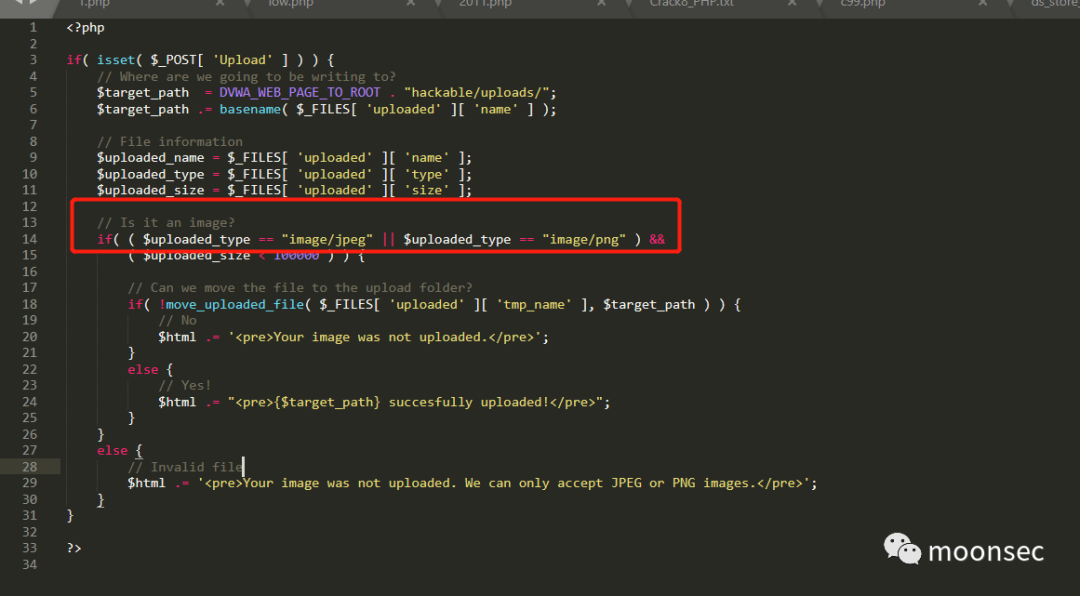 1.php low.php 2011.php Crack8_PHP.txt c99.php ds_store
1 <?php
2
3 if( isset( $_POST[ 'Upload' ] ) ) {
4 // Where are we going to be writing to?
5 $target_path  = DVWA_WEB_PAGE_TO_ROOT . "hackable/uploads/";
6 $target_path .= basename( $_FILES[ 'uploaded' ][ 'name' ] );
7
8 // File information
9 $uploaded_name = $_FILES[ 'uploaded' ][ 'name' ];
10 $uploaded_type = $_FILES[ 'uploaded' ][ 'type' ];
11 $uploaded_size = $_FILES[ 'uploaded' ][ 'size' ];
12
13 // Is it an image?
14 if( ( $uploaded_type == "image/jpeg" || $uploaded_type == "image/png" ) &&
15 ( $uploaded_size < 100000 ) ) {
16
17 // Can we move the file to the upload folder?
18 if( !move_uploaded_file( $_FILES[ 'uploaded' ][ 'tmp_name' ], $target_path ) ) {
19 // No
20 $html .= '<pre>Your image was not uploaded.</pre>';
21 }
22 else {
23 // Yes!
24 $html .= "<pre>{$target_path} succesfully uploaded!</pre>";
25 }
26 }
27 else {
28 // Invalid file
29 $html .= '<pre>Your image was not uploaded. We can only accept JPEG or PNG images.</pre>';
30 }
31 }
32
33 ?>
34
moonsec